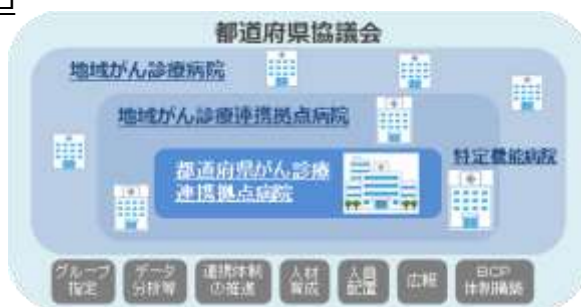 都道府県協議会
地域がん診療病院
地域がん診療連携拠点病院
特定機能病院
都道府県がん診療
連携拠点病院
グループ
指定
データ
分析等
連携体制
の推進
人材
育成
人員
配置
広報
BCP
体制構築